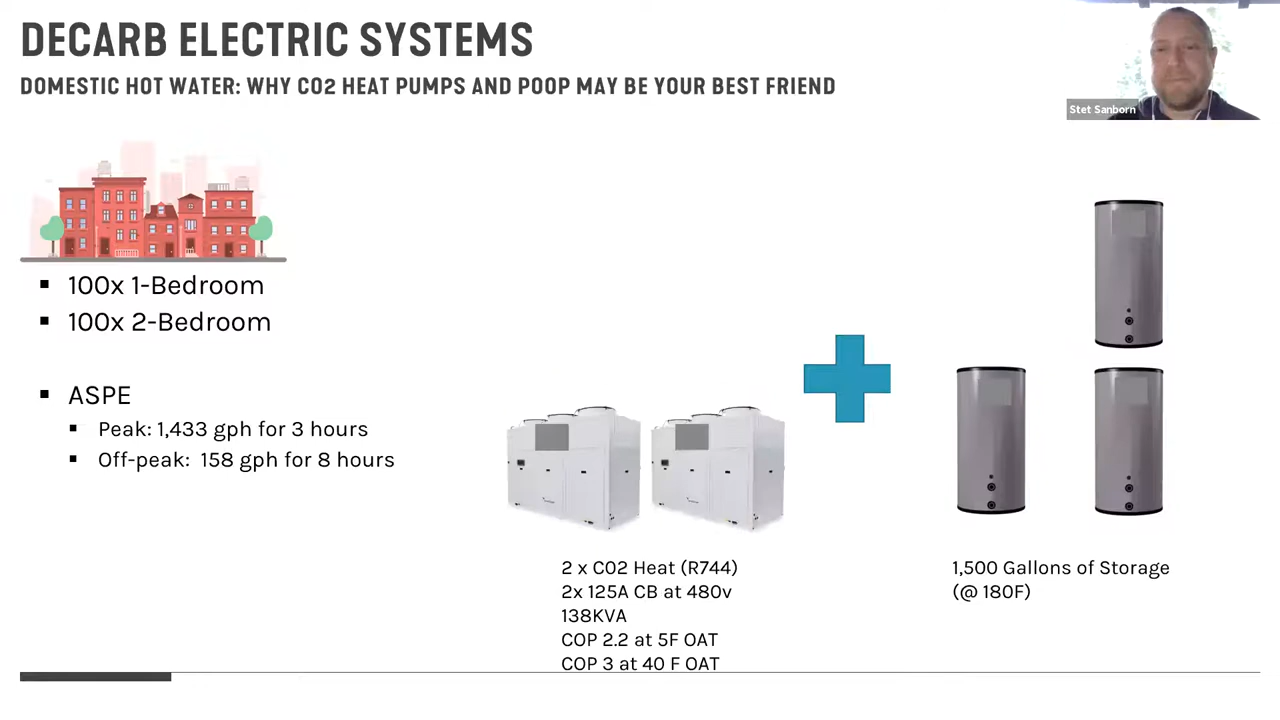 DECARB ELECTRIC SYSTEMS
DOMESTIC HOT WATER: WHY CO2 HEAT PUMPS AND POOP MAY BE YOUR BEST FRIEND
Stet Sanborn
▪ 100x 1-Bedroom
▪ 100x 2-Bedroom
▪ ASPE
▪ Peak: 1,433 gph for 3 hours
▪ Off-peak: 158 gph for 8 hours
2 x CO2 Heat (R744)
2x 125A CB at 480v
138KVA
COP 2.2 at 5F OAT
COP 3 at 40 F OAT
1,500 Gallons of Storage
(@ 180F)